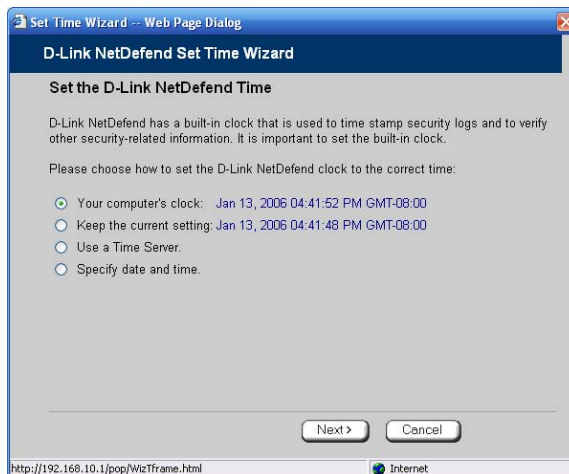 Set Time Wizard -- Web Page Dialog
D-Link NetDefend Set Time Wizard
Set the D-Link NetDefend Time
D-Link NetDefend has a built-in clock that is used to time stamp security logs and to verify
other security-related information. It is important to set the built-in clock.
Please choose how to set the D-Link NetDefend clock to the correct time:
Your computer's clock: Jan 13, 2006 04:41:52 PM GMT-08:00
Keep the current setting: Jan 13, 2006 04:41:48 PM GMT-08:00
Use a Time Server.
Specify date and time.
Next> Cancel
http://192.168.10.1/pop/WizTframe.html Internet